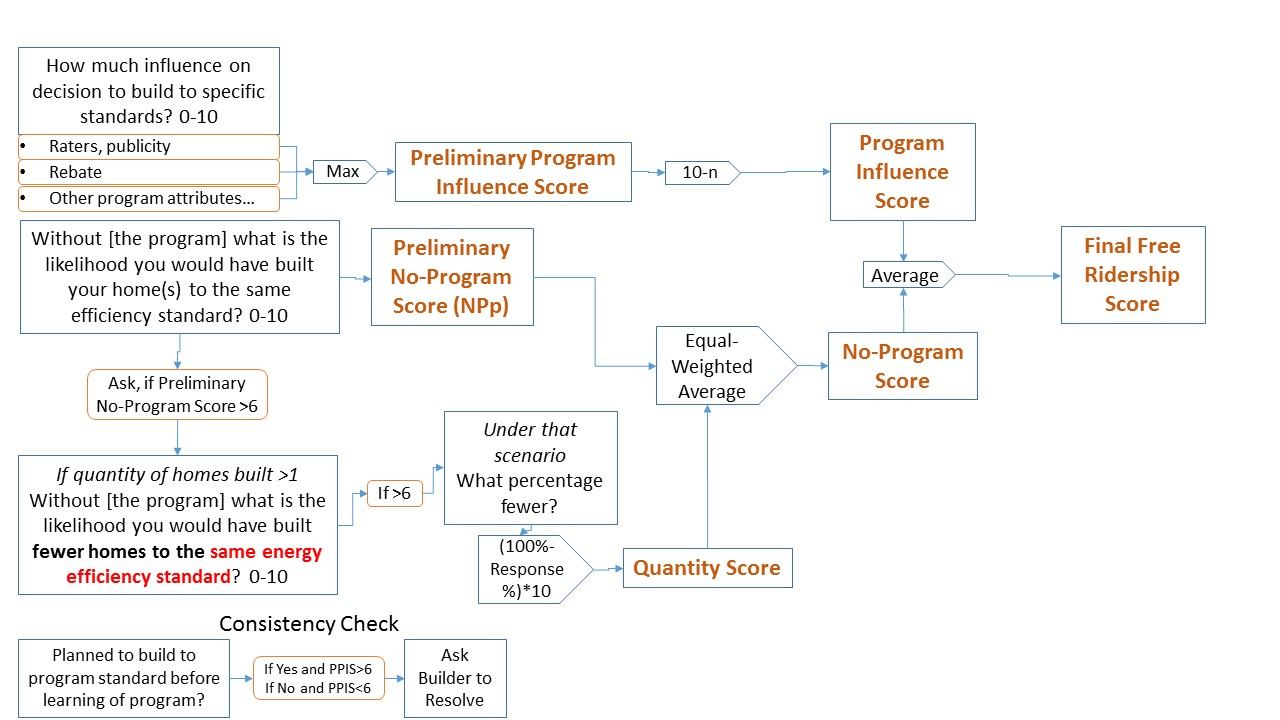 How much influence on
decision to build to specific
standards? 0-10
• Raters, publicity
• Rebate
• Other program attributes…
Max
Preliminary Program
Influence Score
10-n
Program
Influence
Score
Without [the program] what is the
likelihood you would have built
your home(s) to the same
efficiency standard? 0-10
Preliminary
No-Program
Score (NPp)
Average
Final Free
Ridership
Score
Equal-
Weighted
Average
No-Program
Score
Ask, if Preliminary
No-Program Score >6
If quantity of homes built >1
Without [the program] what is the
likelihood you would have built
fewer homes to the same energy
efficiency standard? 0-10
If >6
Under that
scenario
What percentage
fewer?
(100%-
Response
%)*10
Quantity Score
Consistency Check
Planned to build to
program standard before
learning of program?
If Yes and PPIS>6
If No and PPIS<6
Ask
Builder to
Resolve